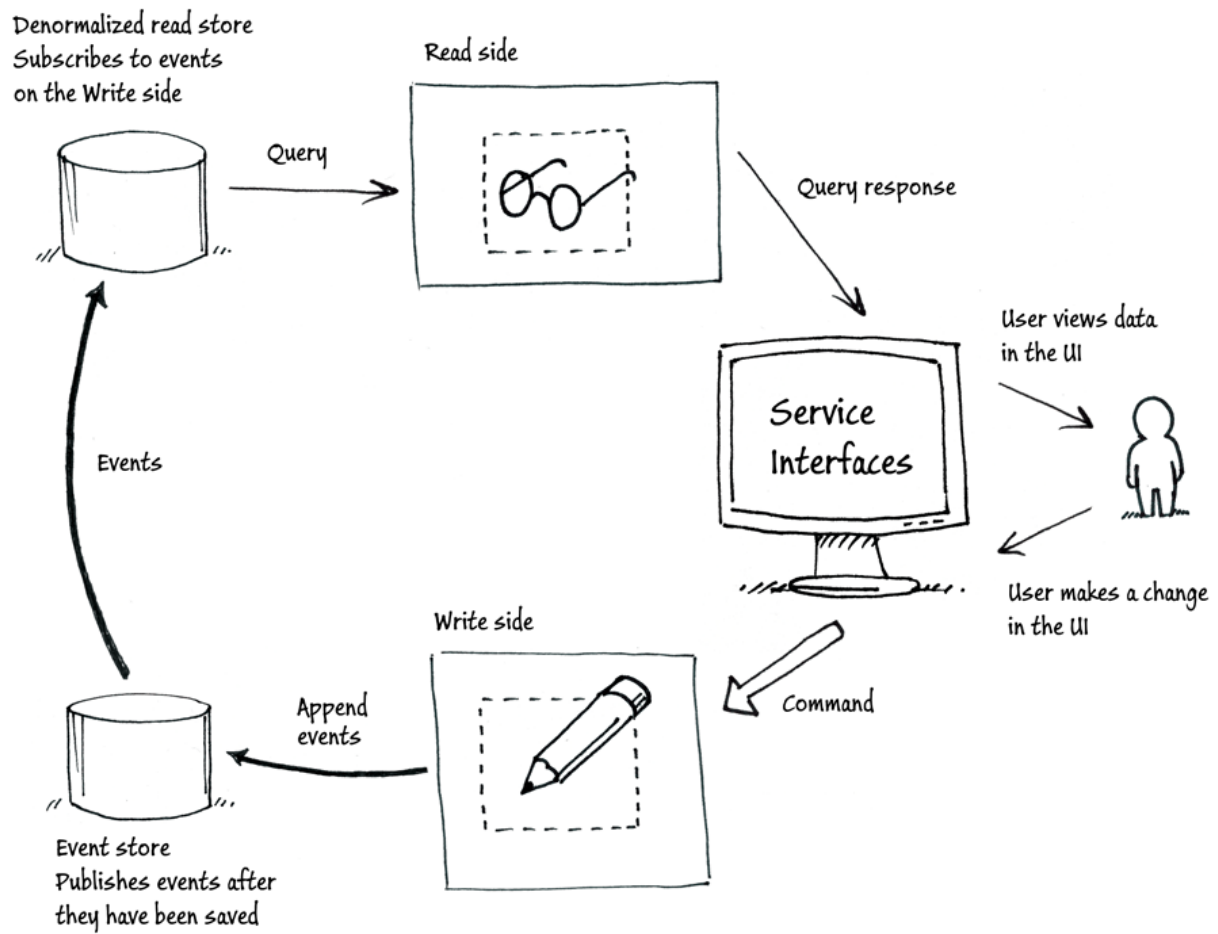 Denormalized read store
Subscribes to events
on the Write side
Read side
Query
Query response
User views data
in the UI
Service
Interfaces
Events
User makes a change
in the UI
Write side
Command
Append
events
Event store
Publishes events after
they have been saved